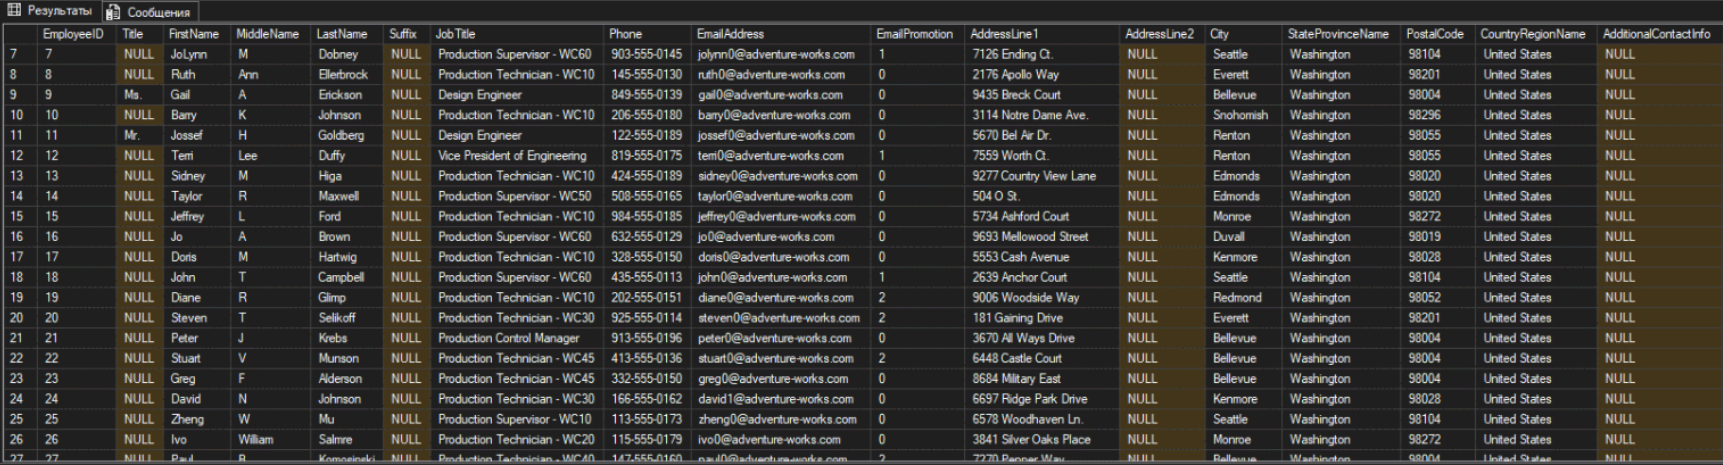 Результаты Сообщения
EmployeeID Title FirstName MiddleName LastName Suffix JobTitle Phone EmailAddress EmailPromotion AddressLine1 AddressLine2 City StateProvinceName PostalCode CountryRegionName AdditionalContactInfo
7 7 NULL JoLynn M Dobney NULL Production Supervisor - WC60 903-555-0145 jolynn0@adventure-works.com 1 7126 Ending Ct. NULL Seattle Washington 98104 United States NULL
8 8 NULL Ruth Ann Ellerbrock NULL Production Technician - WC10 145-555-0130 ruth0@adventure-works.com 0 2176 Apollo Way NULL Everett Washington 98201 United States NULL
9 9 Ms. Gail A Erickson NULL Design Engineer 849-555-0139 gail0@adventure-works.com 0 9435 Breck Court NULL Bellevue Washington 98004 United States NULL
10 10 NULL Barry K Johnson NULL Production Technician - WC10 206-555-0180 barry0@adventure-works.com 0 3114 Notre Dame Ave. NULL Snohomish Washington 98296 United States NULL
11 11 Mr. Jossef H Goldberg NULL Design Engineer 122-555-0189 jossef0@adventure-works.com 0 5670 Bel Air Dr. NULL Renton Washington 98055 United States NULL
12 12 NULL Terri Lee Duffy NULL Vice President of Engineering 819-555-0175 terri0@adventure-works.com 1 7559 Worth Ct. NULL Renton Washington 98055 United States NULL
13 13 NULL Sidney M Higa NULL Production Technician - WC10 424-555-0189 sidney0@adventure-works.com 0 9277 Country View Lane NULL Edmonds Washington 98020 United States NULL
14 14 NULL Taylor R Maxwell NULL Production Supervisor - WC50 508-555-0165 taylor0@adventure-works.com 0 504 O St. NULL Edmonds Washington 98020 United States NULL
15 15 NULL Jeffrey L Ford NULL Production Technician - WC10 984-555-0185 jeffrey0@adventure-works.com 0 5734 Ashford Court NULL Monroe Washington 98272 United States NULL
16 16 NULL Jo A Brown NULL Production Supervisor - WC60 632-555-0129 jo0@adventure-works.com 0 9693 Mellowood Street NULL Duvall Washington 98019 United States NULL
17 17 NULL Doris M Hartwig NULL Production Technician - WC10 328-555-0150 doris0@adventure-works.com 0 5553 Cash Avenue NULL Kenmore Washington 98028 United States NULL
18 18 NULL John T Campbell NULL Production Supervisor - WC60 435-555-0113 john0@adventure-works.com 1 2639 Anchor Court NULL Seattle Washington 98104 United States NULL
19 19 NULL Diane R Glimp NULL Production Technician - WC10 202-555-0151 diane0@adventure-works.com 2 9006 Woodside Way NULL Redmond Washington 98052 United States NULL
20 20 NULL Steven T Selikoff NULL Production Technician - WC30 925-555-0114 steven0@adventure-works.com 2 181 Gaining Drive NULL Everett Washington 98201 United States NULL
21 21 NULL Peter J Krebs NULL Production Control Manager 913-555-0196 peter0@adventure-works.com 0 3670 All Ways Drive NULL Bellevue Washington 98004 United States NULL
22 22 NULL Stuart V Munson NULL Production Technician - WC45 413-555-0136 stuart0@adventure-works.com 2 6448 Castle Court NULL Bellevue Washington 98004 United States NULL
23 23 NULL Greg F Alderson NULL Production Technician - WC45 332-555-0150 greg0@adventure-works.com 0 8684 Military East NULL Bellevue Washington 98004 United States NULL
24 24 NULL David N Johnson NULL Production Technician - WC30 166-555-0162 david1@adventure-works.com 0 6697 Ridge Park Drive NULL Kenmore Washington 98028 United States NULL
25 25 NULL Zheng W Mu NULL Production Supervisor - WC10 113-555-0173 zheng0@adventure-works.com 0 6578 Woodhaven Ln. NULL Seattle Washington 98104 United States NULL
26 26 NULL Ivo William Salmre NULL Production Technician - WC20 115-555-0179 ivo0@adventure-works.com 0 3841 Silver Oaks Place NULL Monroe Washington 98272 United States NULL
27 27 NULL Paul B Komosinski NULL Production Technician - WC40 147-555-0160 paul0@adventure-works.com 2 7270 Pepper Way NULL Bellevue Washington 98004 United States NULL